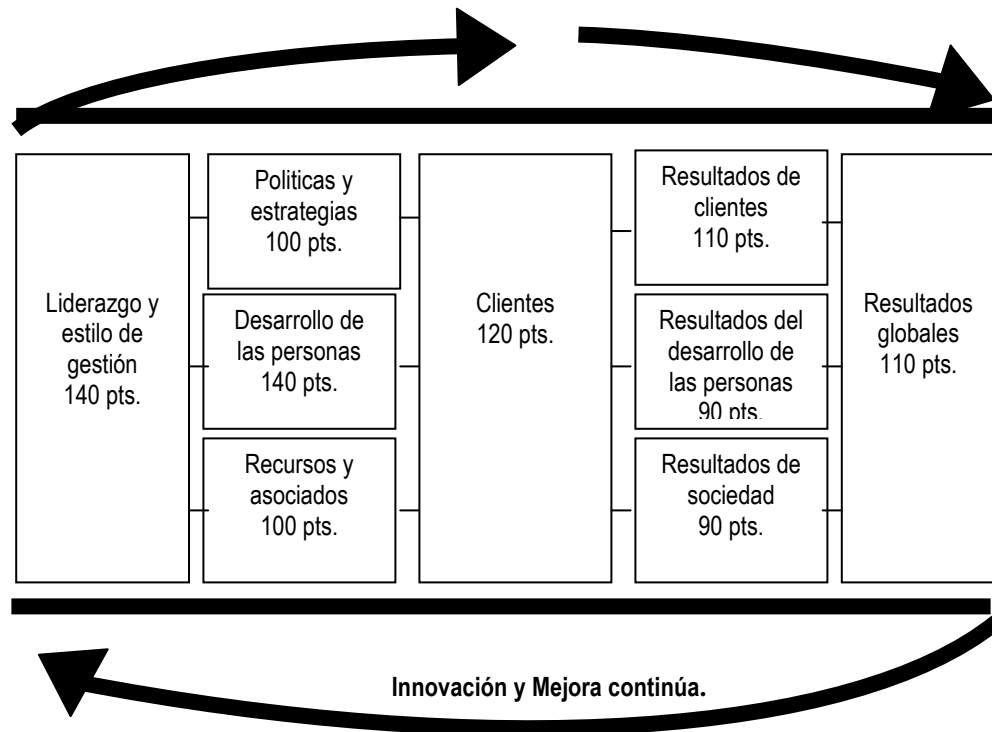 Liderazgo y
estilo de
gestión
140 pts.
Politicas y
estrategias
100 pts.
Desarrollo de
las personas
140 pts.
Recursos y
asociados
100 pts.
Clientes
120 pts.
Resultados de
clientes
110 pts.
Resultados del
desarrollo de
las personas
90 pts.
Resultados de
sociedad
90 pts.
Resultados
globales
110 pts.
Innovación y Mejora continúa.